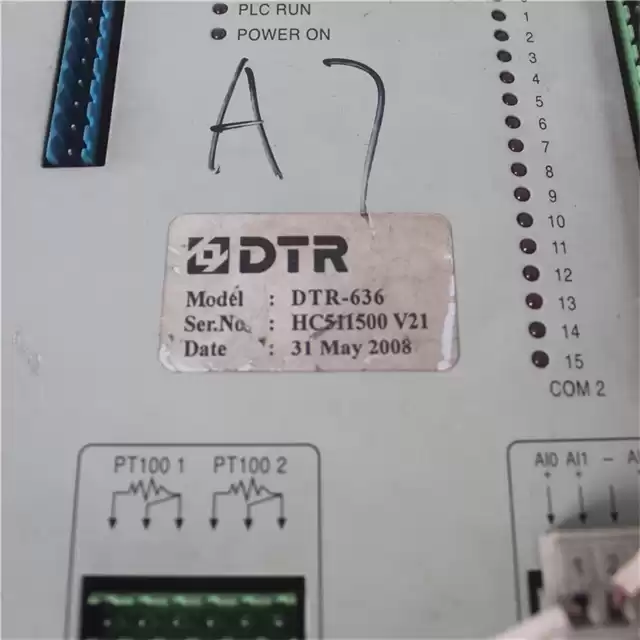 PLC RUN
POWER ON
1
2
3
4
5
6
7
8
9
10
11
12
13
14
15
COM 2
A7
DTR
Model : DTR-636
Ser.No. : HC511500 V21
Date : 31 May 2008
PT100 1 PT100 2
AI0 AI1 -
+ +
1